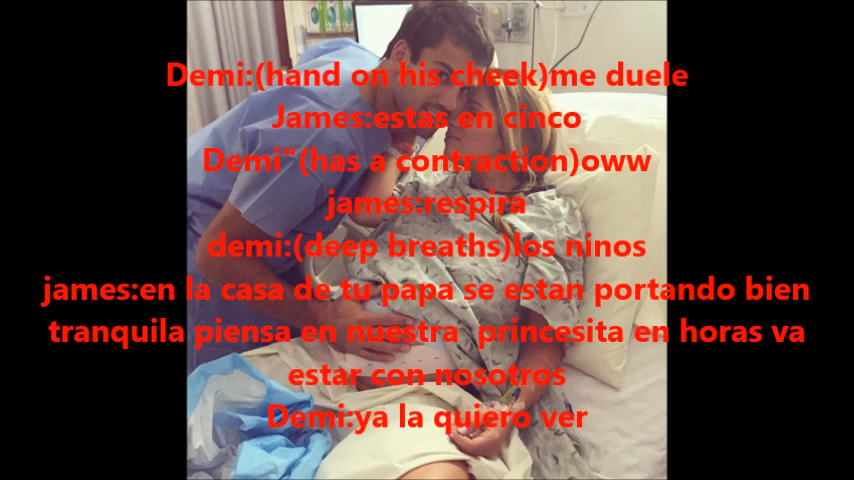 Demi:(hand on his cheek)me duele
James:estas en cinco
Demi"(has a contraction)oww
james:respira
demi:(deep breaths)los ninos
james:en la casa de tu papa se estan portando bien
tranquila piensa en nuestra  princesita en horas va
estar con nosotros
Demi:ya la quiero ver